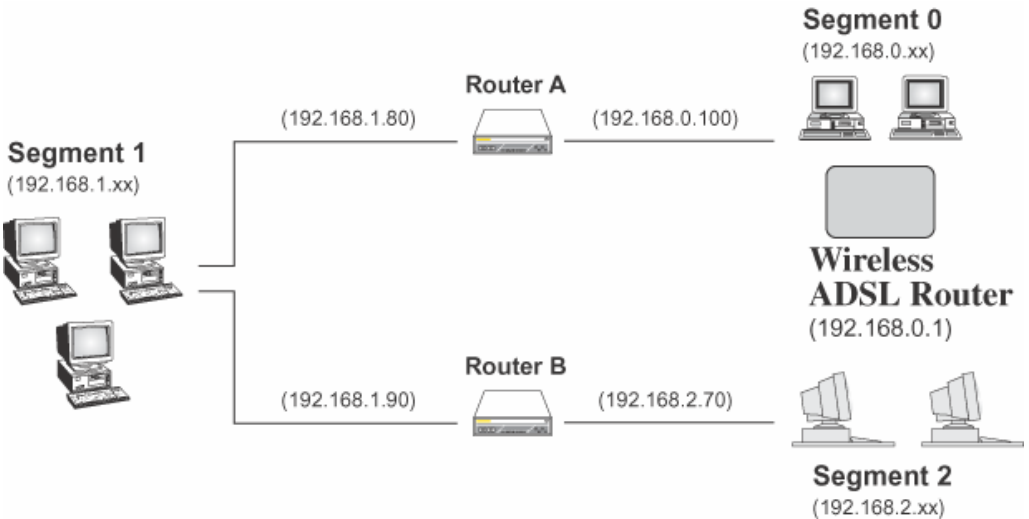 Segment 0
(192.168.0.xx)
Router A
(192.168.1.80)
(192.168.0.100)
Segment 1
(192.168.1.xx)
Wireless
ADSL Router
(192.168.0.1)
Router B
(192.168.1.90)
(192.168.2.70)
Segment 2
(192.168.2.xx)